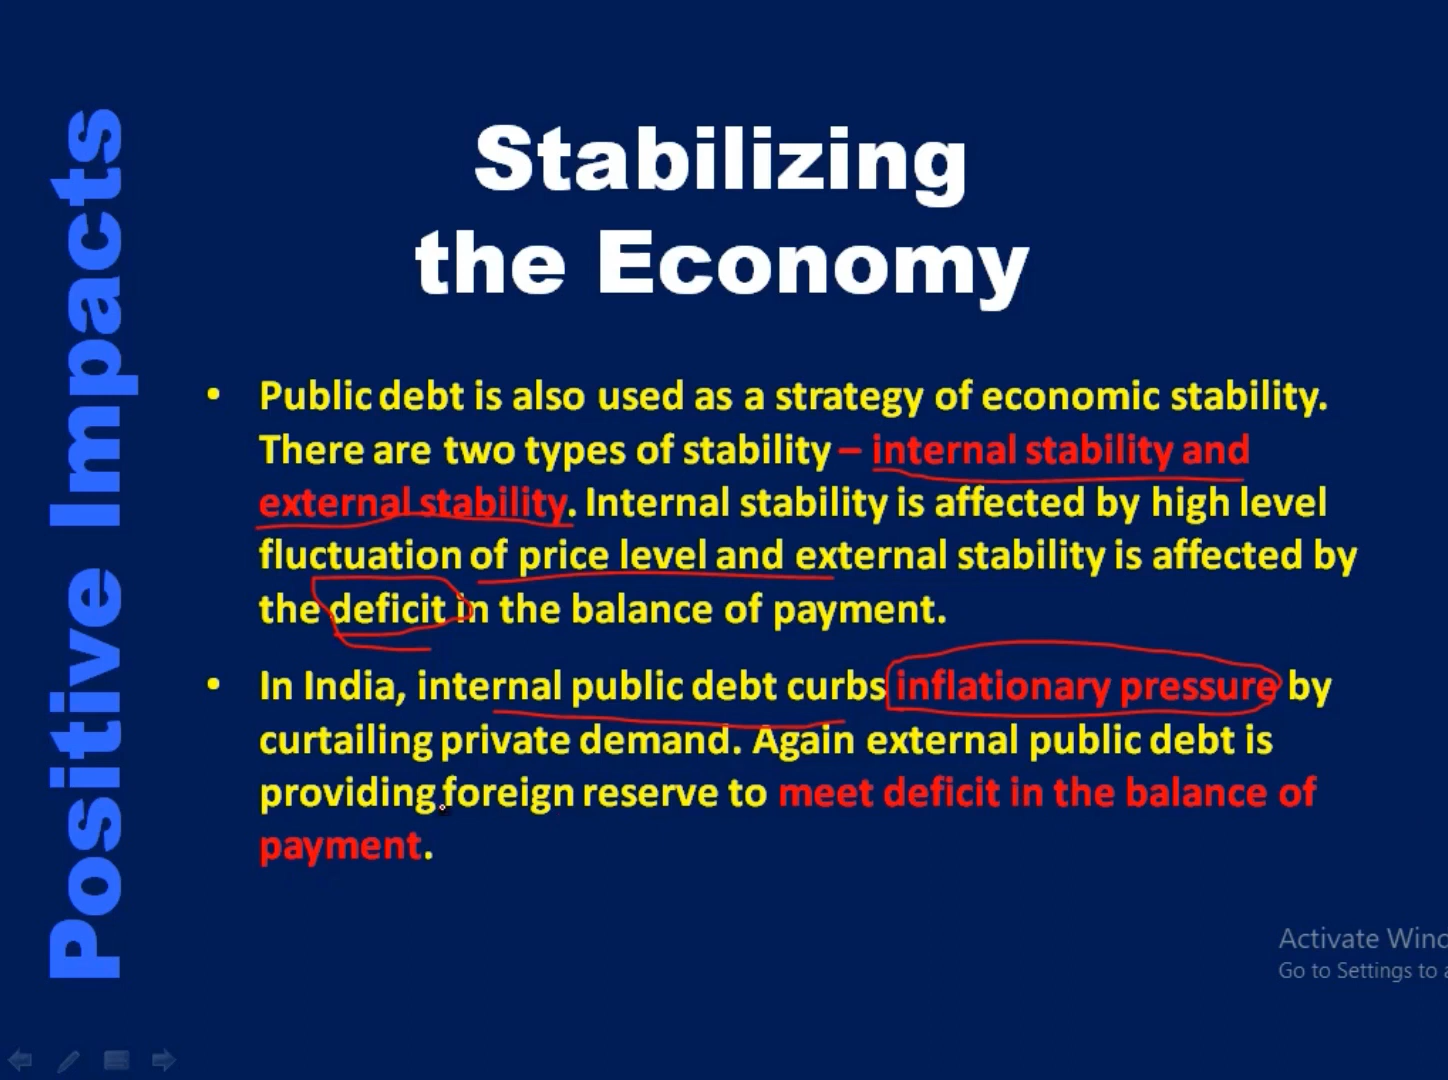 Positive Impacts
Stabilizing
the Economy
• Public debt is also used as a strategy of economic stability.
There are two types of stability – internal stability and
external stability. Internal stability is affected by high level
fluctuation of price level and external stability is affected by
the deficit in the balance of payment.
• In India, internal public debt curbs inflationary pressure by
curtailing private demand. Again external public debt is
providing foreign reserve to meet deficit in the balance of
payment.
Activate Wind
Go to Settings to a